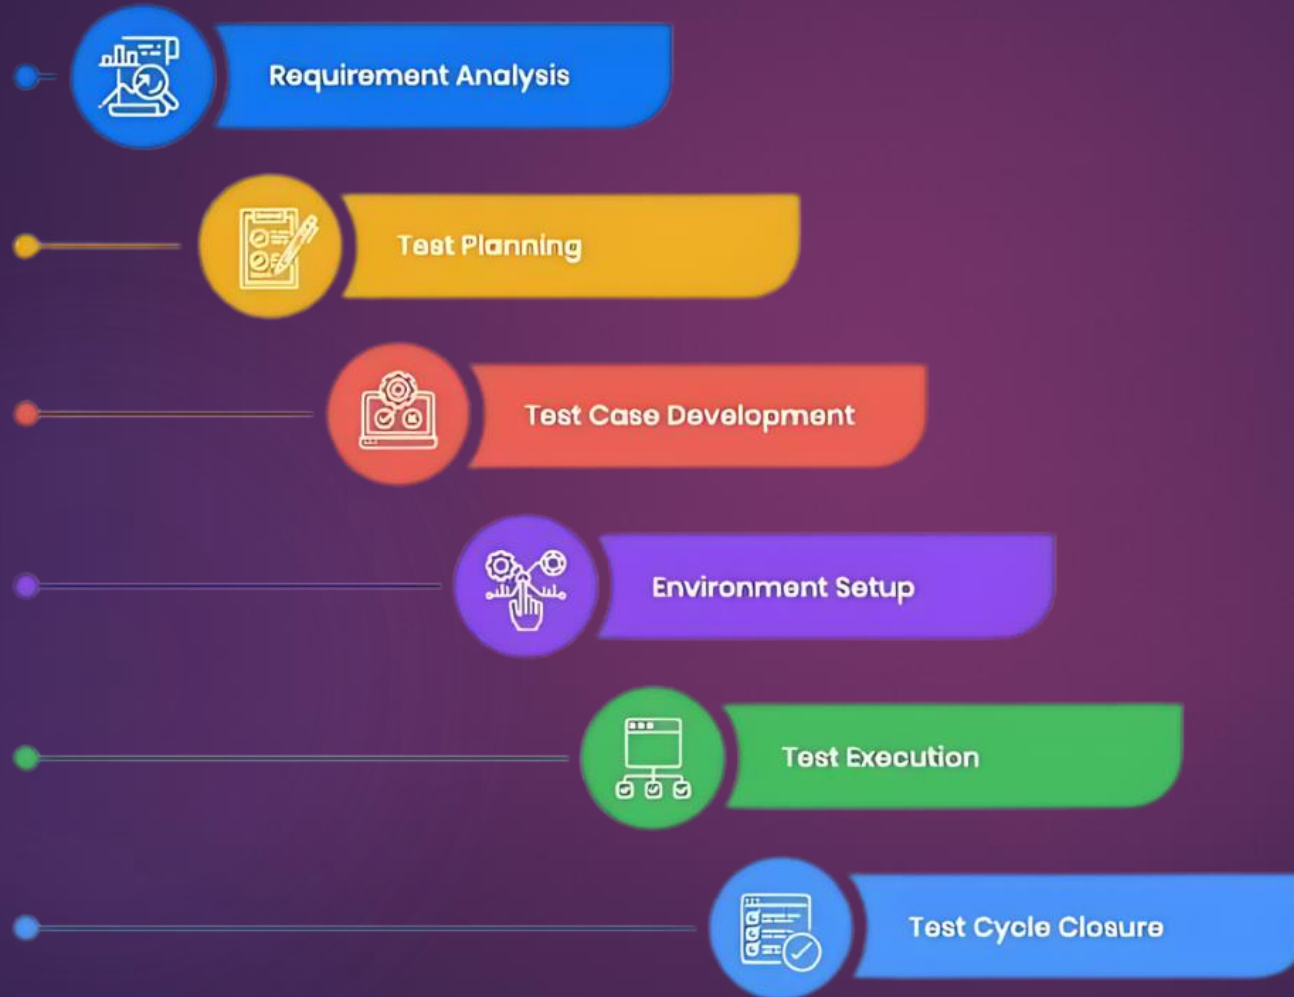 Requirement Analysis
Test Planning
Test Case Development
Environment Setup
Test Execution
Test Cycle Closure